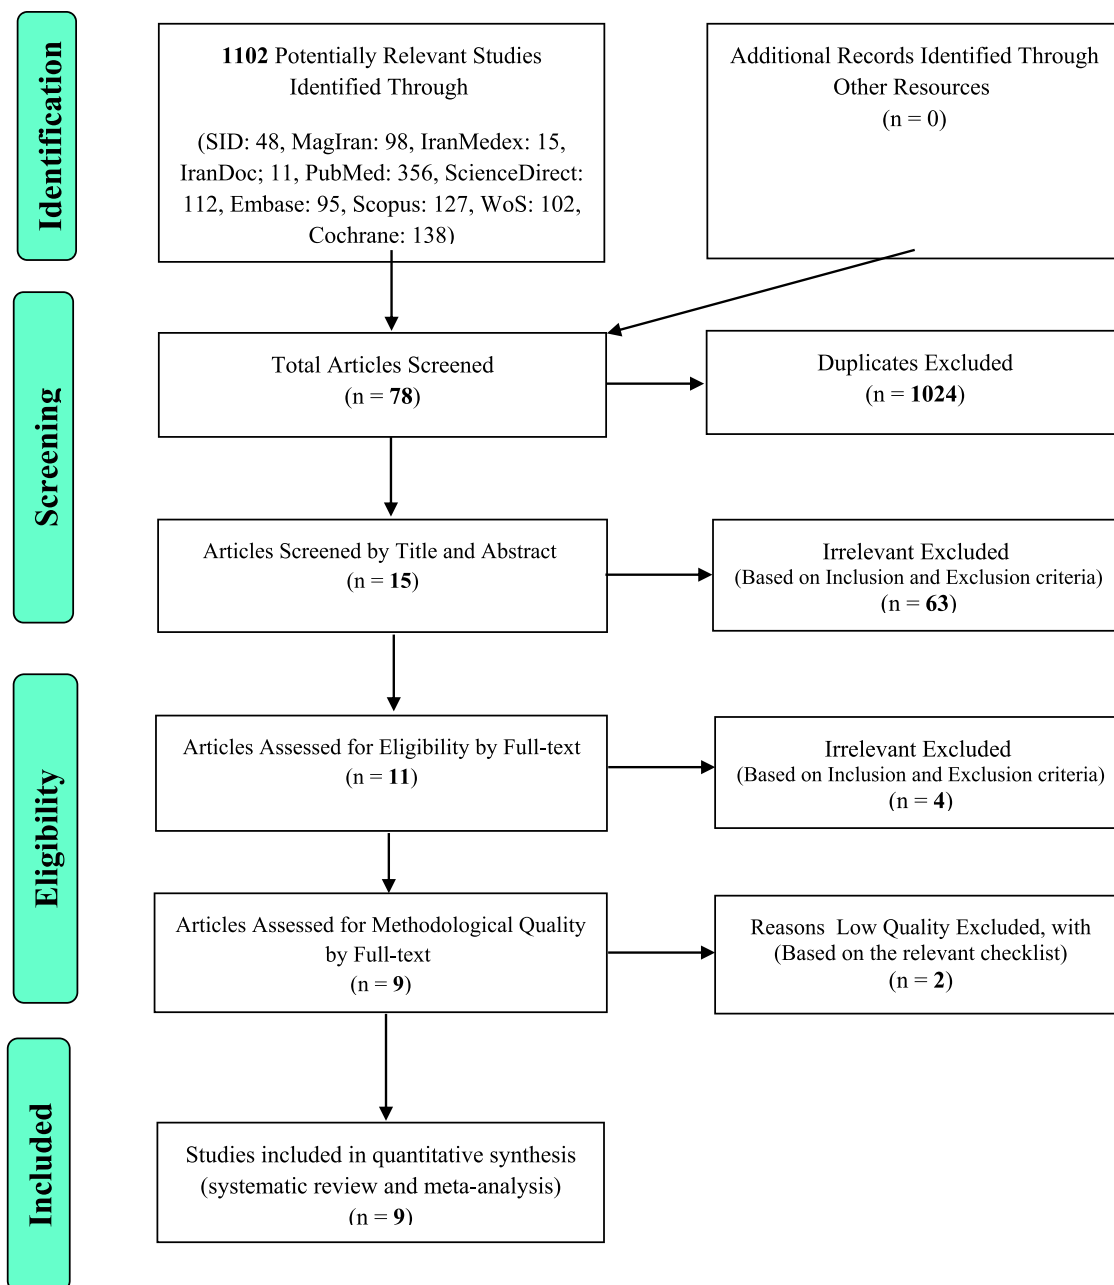 Identification
1102 Potentially Relevant Studies
Identified Through
(SID: 48, MagIran: 98, IranMedex: 15,
IranDoc; 11, PubMed: 356, ScienceDirect:
112, Embase: 95, Scopus: 127, WoS: 102,
Cochrane: 138)
Additional Records Identified Through
Other Resources
(n = 0)
Screening
Total Articles Screened
(n = 78)
Duplicates Excluded
(n = 1024)
Articles Screened by Title and Abstract
(n = 15)
Irrelevant Excluded
(Based on Inclusion and Exclusion criteria)
(n = 63)
Eligibility
Articles Assessed for Eligibility by Full-text
(n = 11)
Irrelevant Excluded
(Based on Inclusion and Exclusion criteria)
(n = 4)
Articles Assessed for Methodological Quality
by Full-text
(n = 9)
Reasons Low Quality Excluded, with
(Based on the relevant checklist)
(n = 2)
Included
Studies included in quantitative synthesis
(systematic review and meta-analysis)
(n = 9)